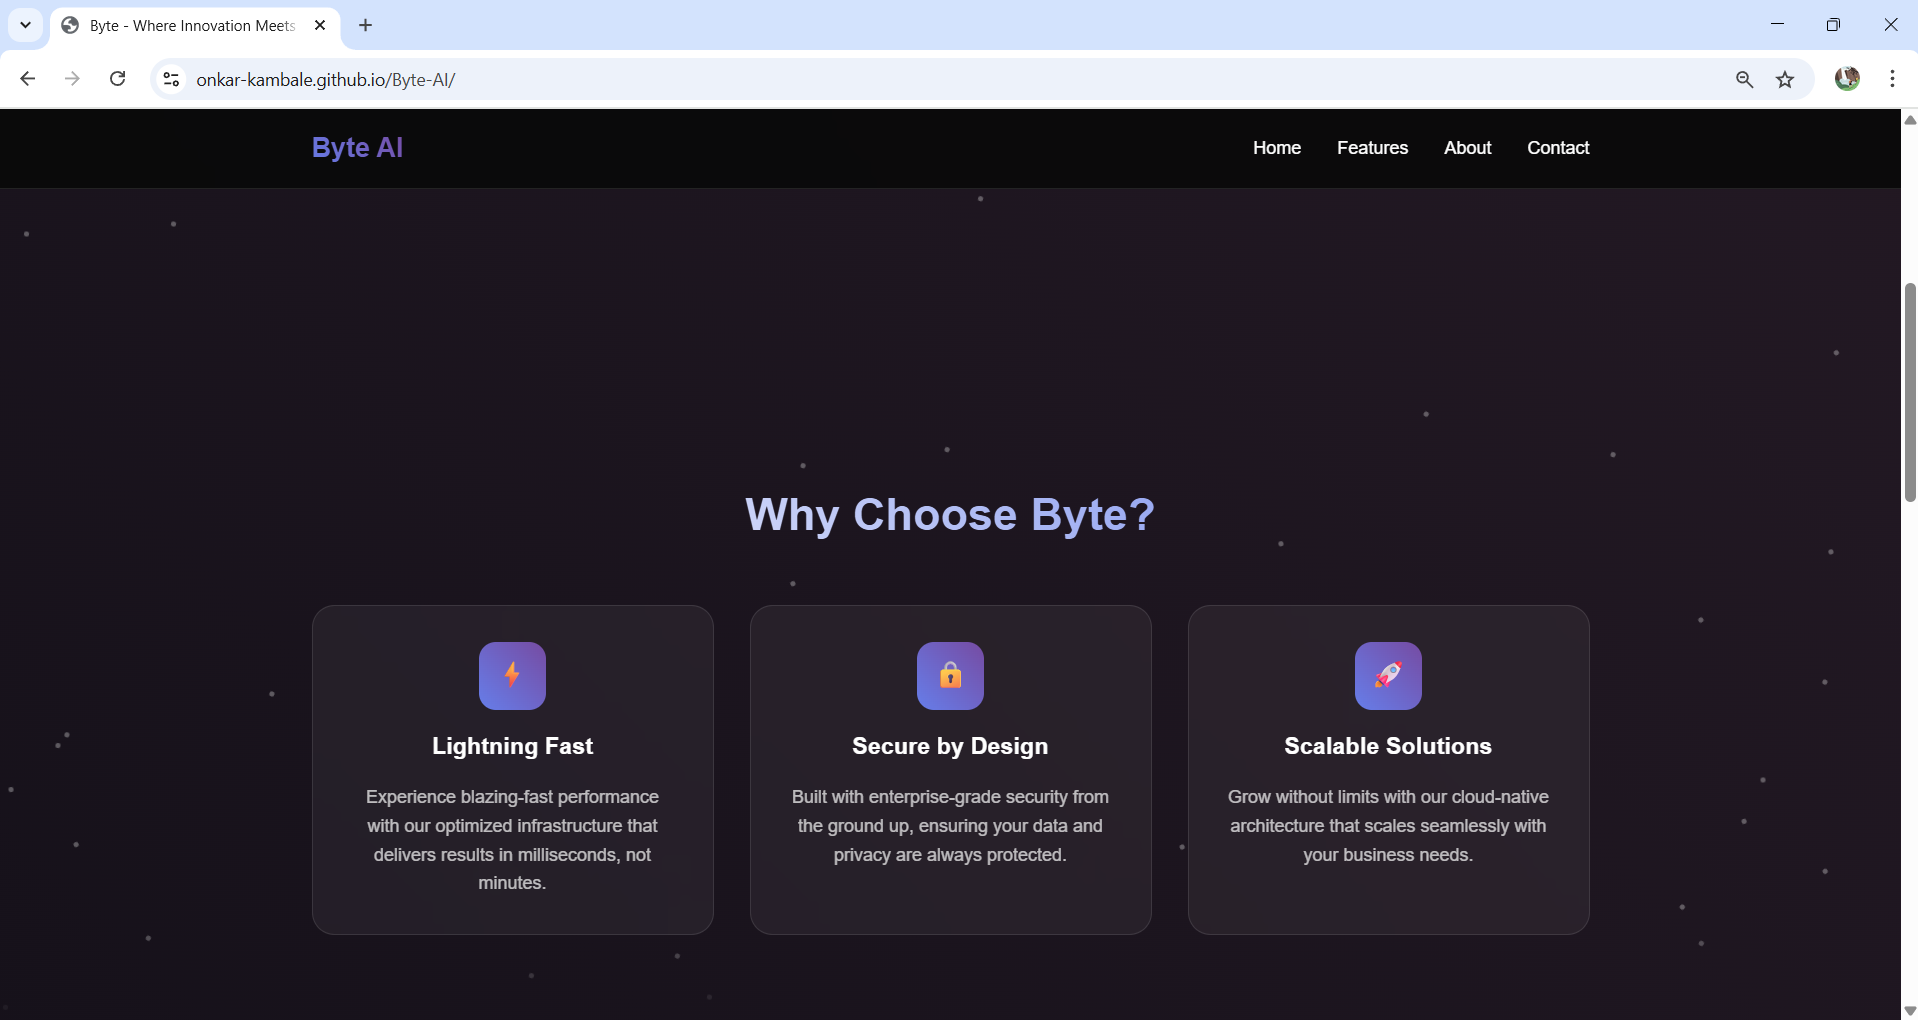 Byte - Where Innovation Meets
onkar-kambale.github.io/Byte-AI/
Byte AI
Home Features About Contact
Why Choose Byte?
Lightning Fast
Experience blazing-fast performance
with our optimized infrastructure that
delivers results in milliseconds, not
minutes.
Secure by Design
Built with enterprise-grade security from
the ground up, ensuring your data and
privacy are always protected.
Scalable Solutions
Grow without limits with our cloud-native
architecture that scales seamlessly with
your business needs.